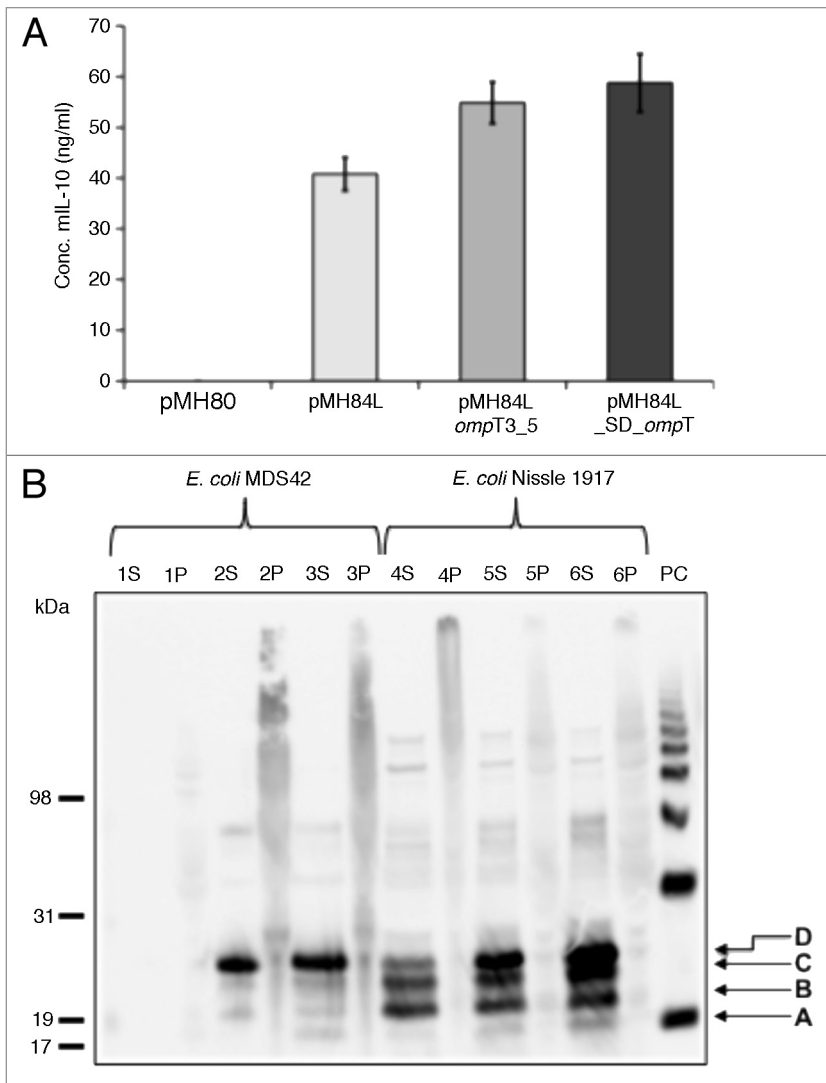 A
Conc. mIL-10 (ng/ml)
70
60
50
40
30
20
10
0
pMH80
pMH84L
pMH84L
ompT3_5
pMH84L
_SD_ompT
B
E. coli MDS42
E. coli Nissle 1917
1S 1P 2S 2P 3S 3P 4S 4P 5S 5P 6S 6P PC
kDa
98
31
19
17
D
C
B
A